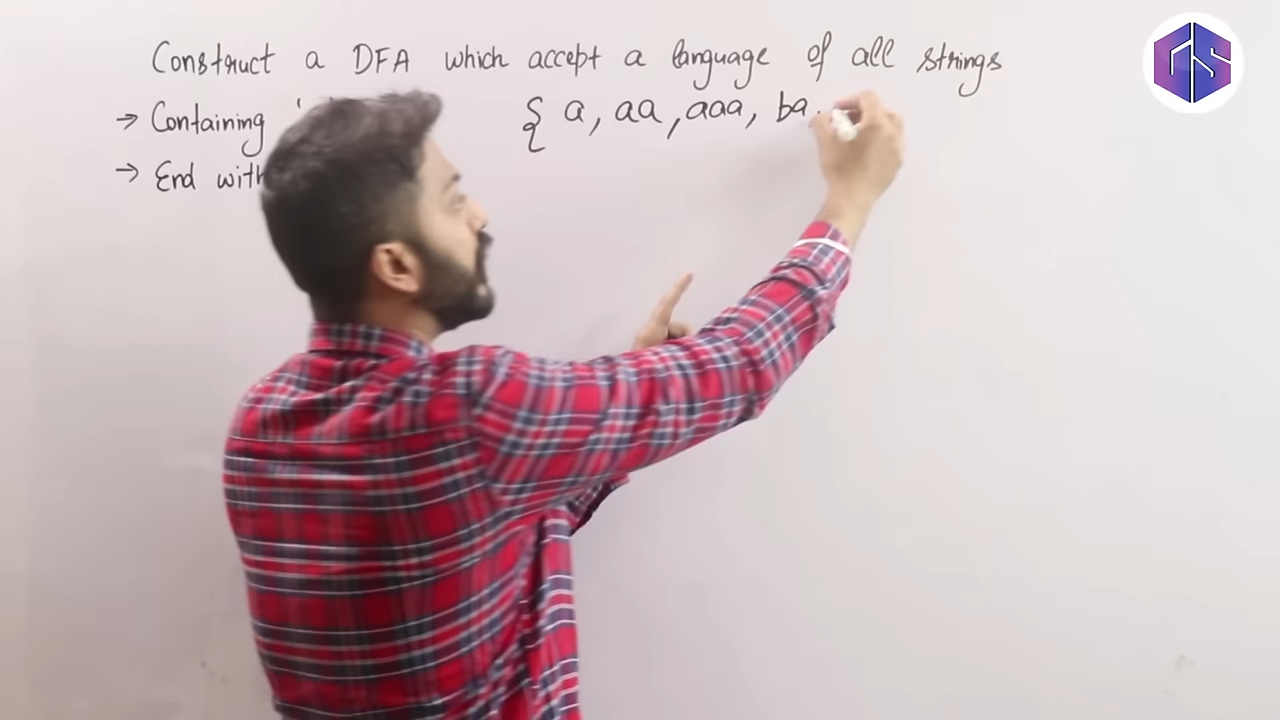 Construct a DFA which accept a language of all strings
→ Containing { a, aa, aaa, ba,
→ End with